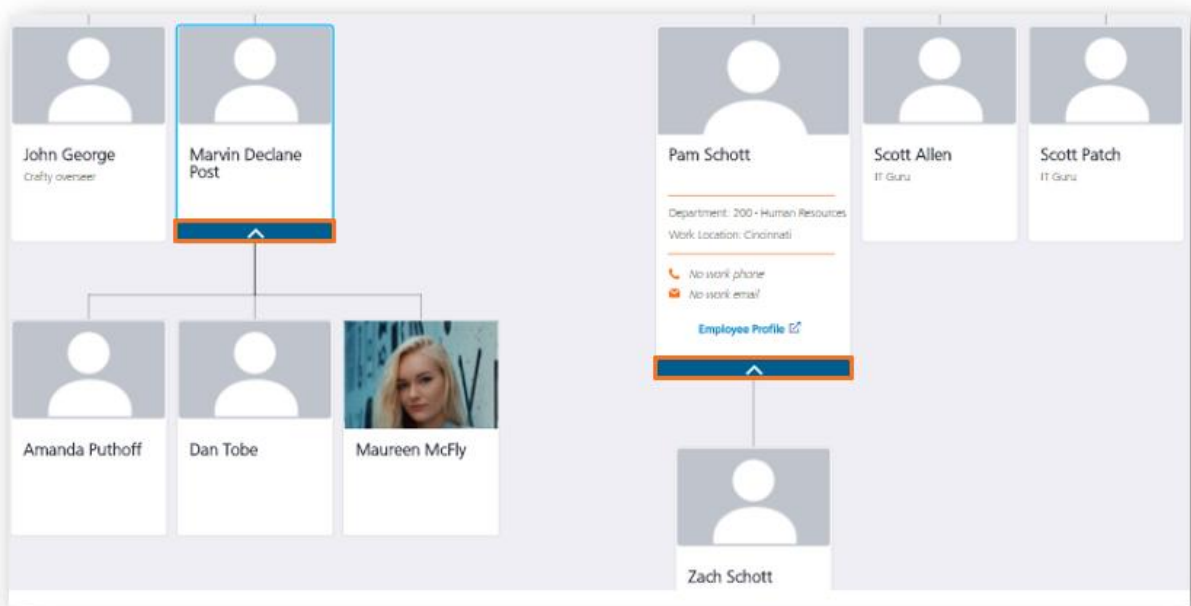 John George
Crafty overseer
Marvin Declane
Post
Pam Schott
Department: 200 - Human Resources
Work Location: Cincinnati
No work phone
No work email
Employee Profile
Scott Allen
IT Guru
Scott Patch
IT Guru
Amanda Puthoff
Dan Tobe
Maureen McFly
Zach Schott